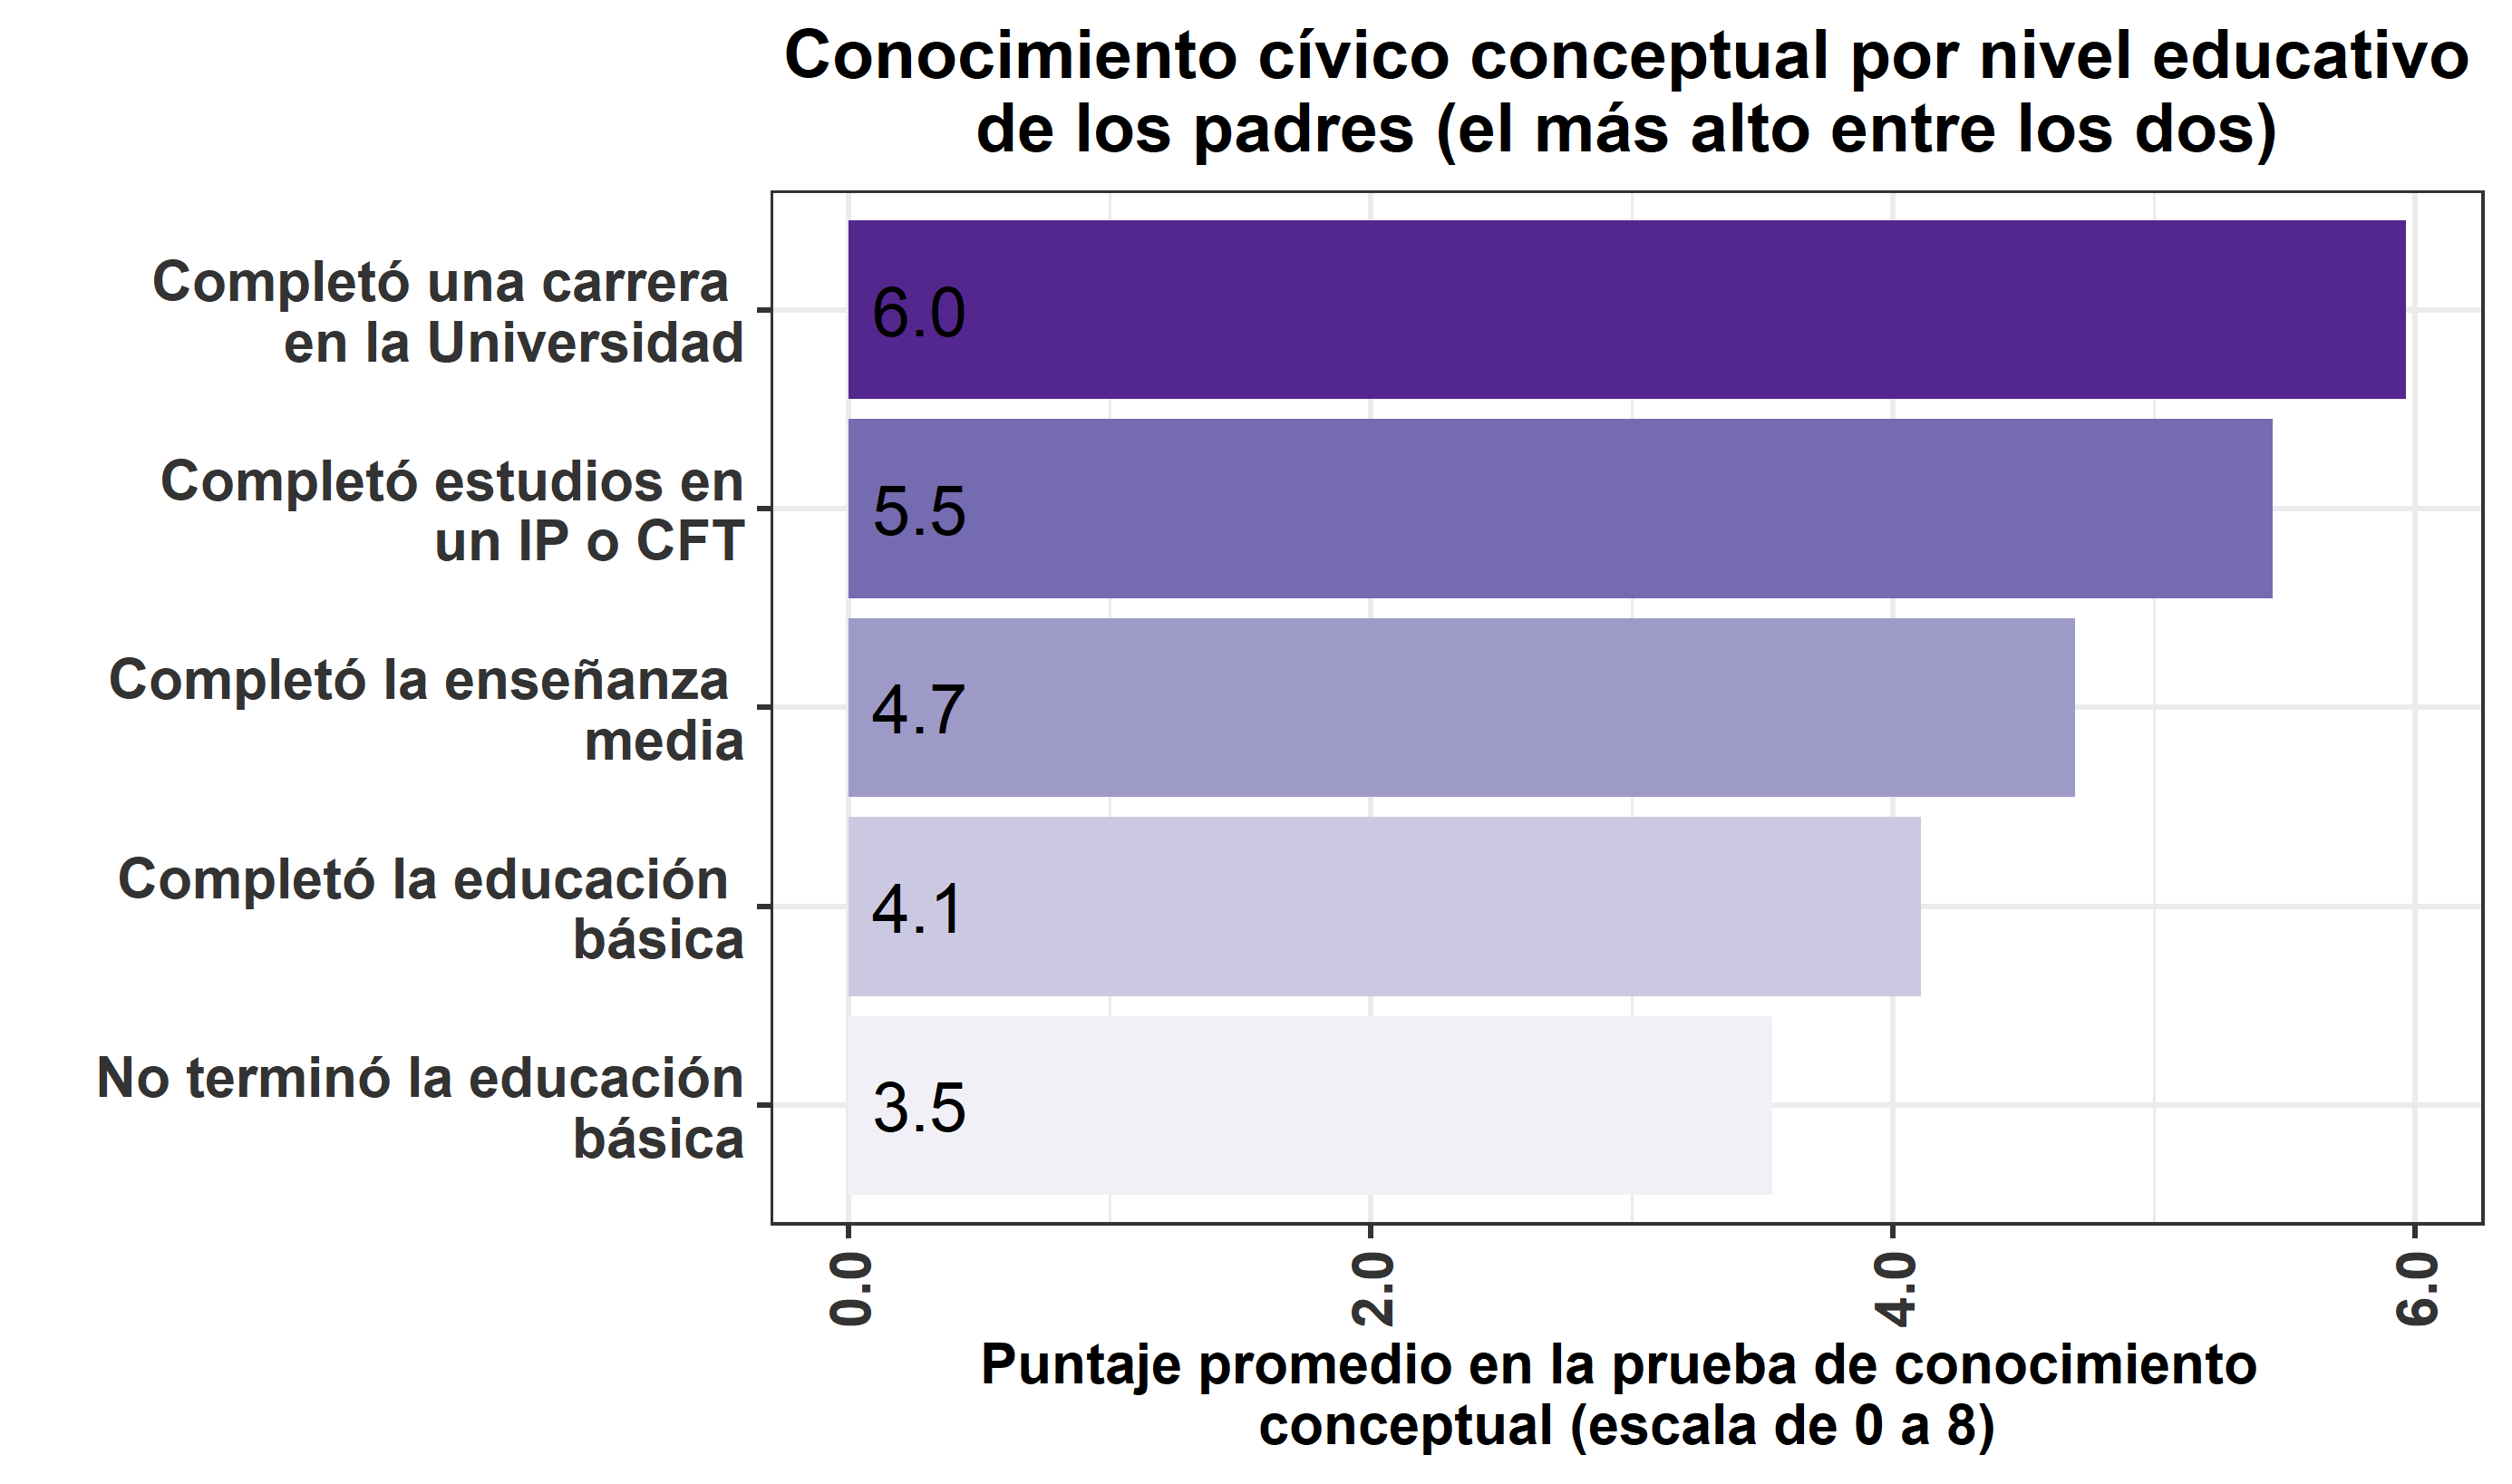 Conocimiento cívico conceptual por nivel educativo
de los padres (el más alto entre los dos)
Completó una carrera
en la Universidad
6.0
Completó estudios en
un IP o CFT
5.5
Completó la enseñanza
media
4.7
Completó la educación
básica
4.1
No terminó la educación
básica
3.5
0.0
2.0
4.0
6.0
Puntaje promedio en la prueba de conocimiento
conceptual (escala de 0 a 8)